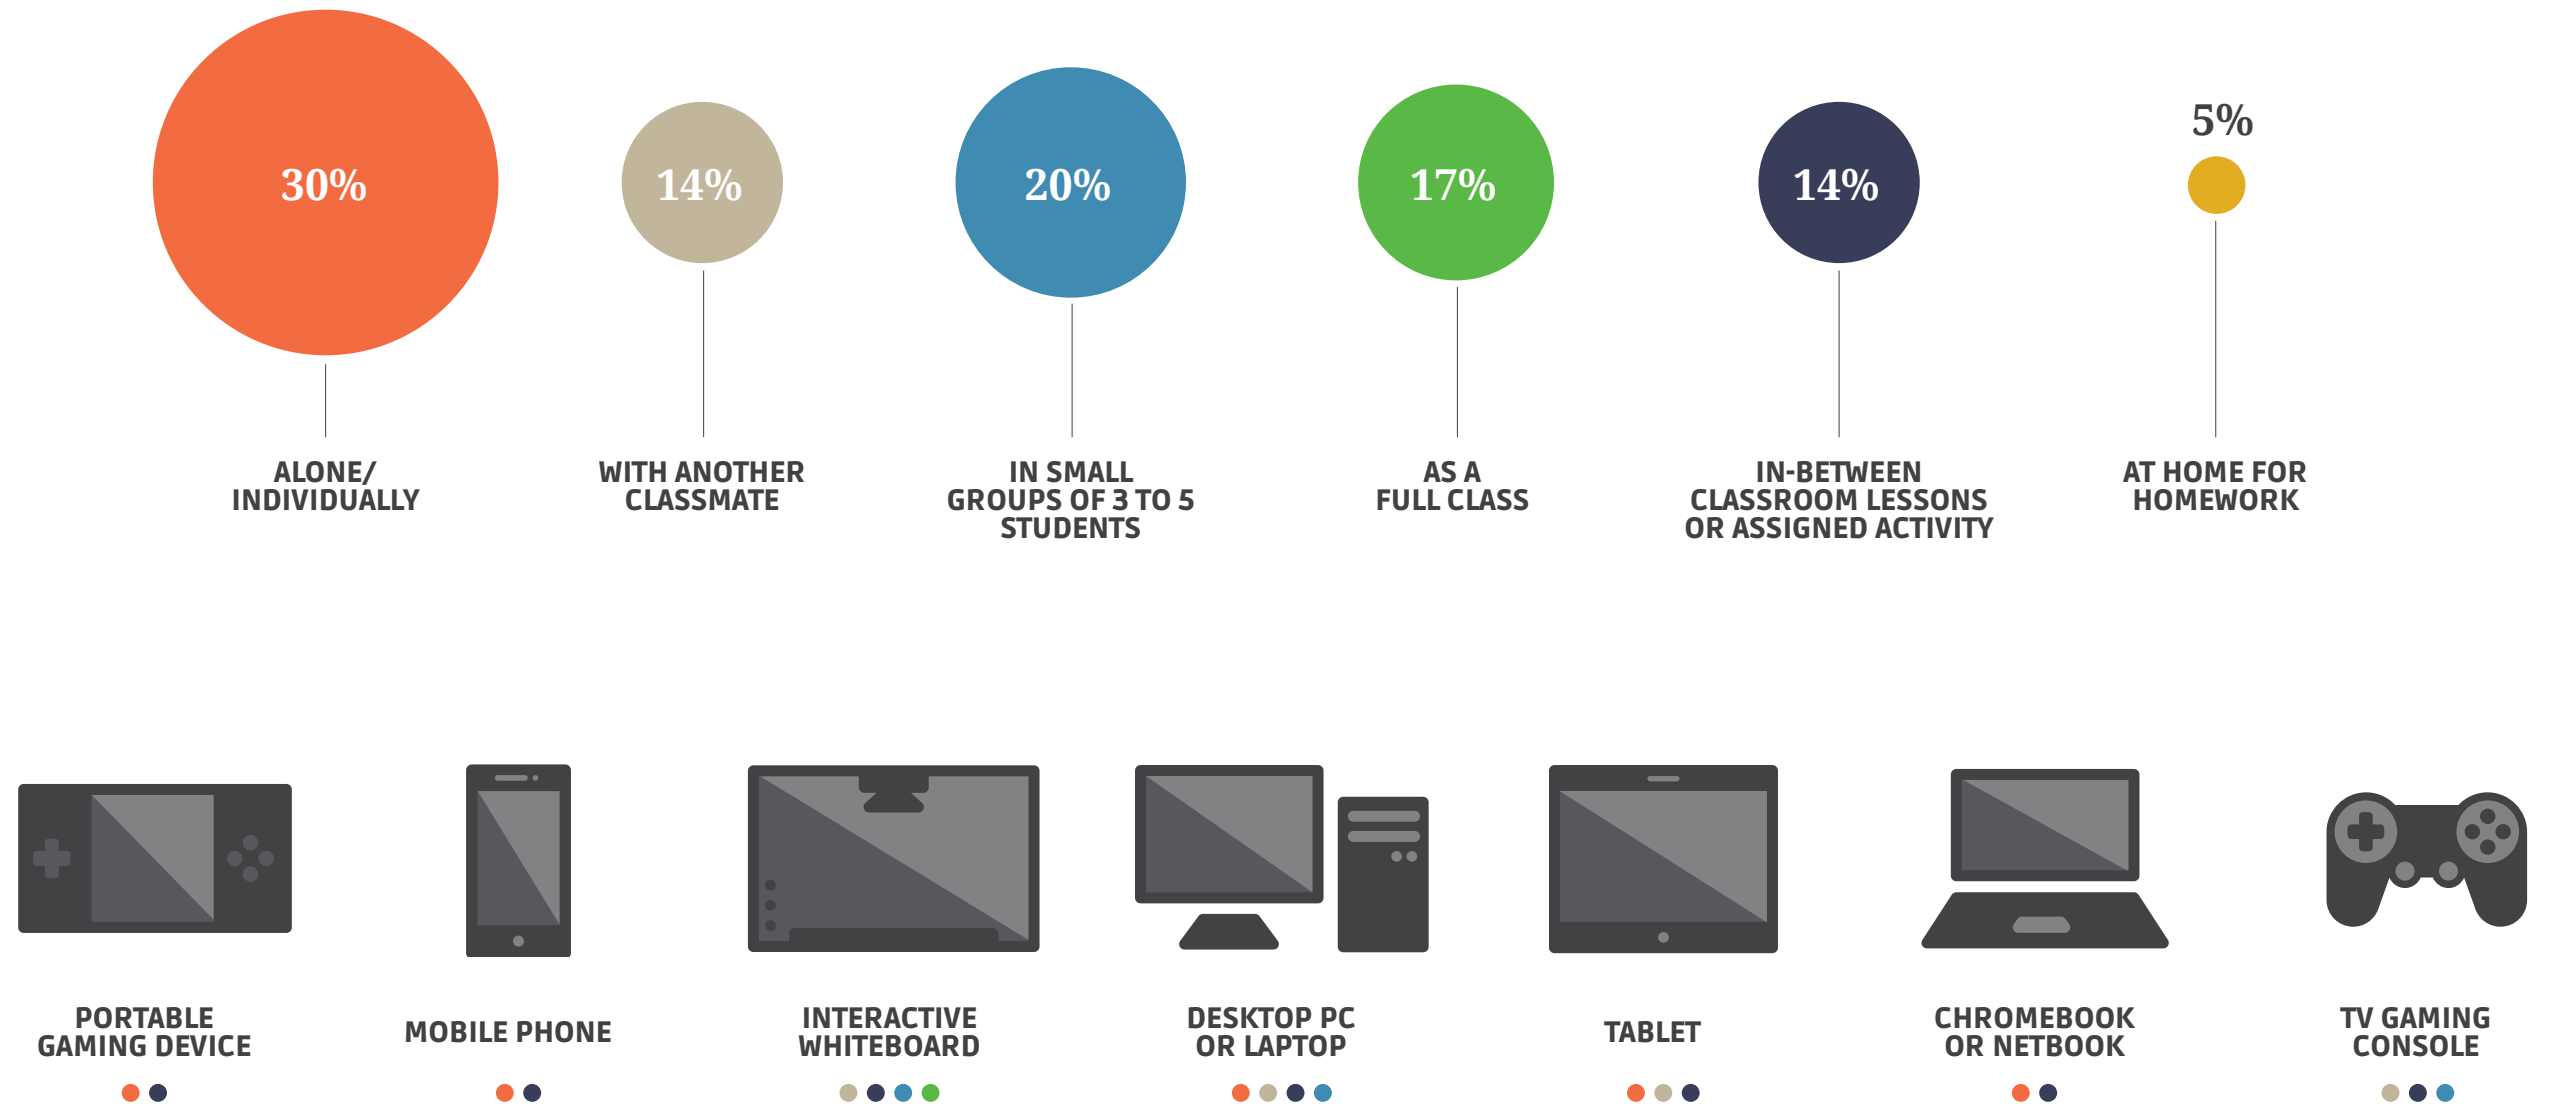 30%
14%
20%
17%
14%
5%
ALONE/
INDIVIDUALLY
WITH ANOTHER
CLASSMATE
IN SMALL
GROUPS OF 3 TO 5
STUDENTS
AS A
FULL CLASS
IN-BETWEEN
CLASSROOM LESSONS
OR ASSIGNED ACTIVITY
AT HOME FOR
HOMEWORK
PORTABLE
GAMING DEVICE
MOBILE PHONE
INTERACTIVE
WHITEBOARD
DESKTOP PC
OR LAPTOP
TABLET
CHROMEBOOK
OR NETBOOK
TV GAMING
CONSOLE